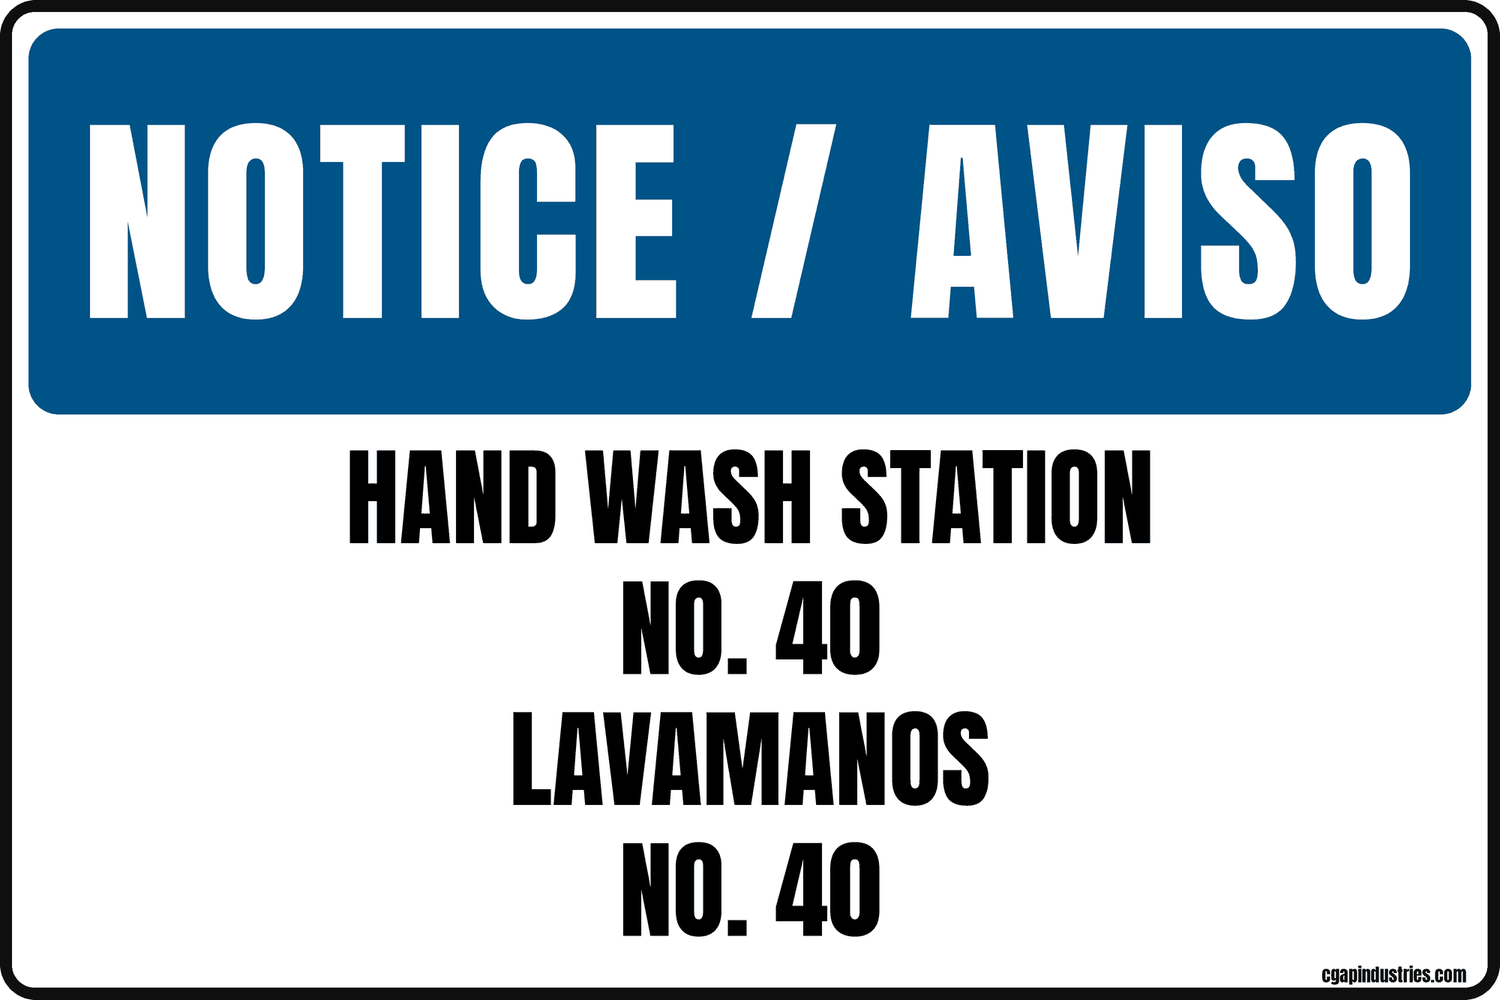 NOTICE / AVISO
HAND WASH STATION
NO. 40
LAVAMANOS
NO. 40
cgapindustries.com